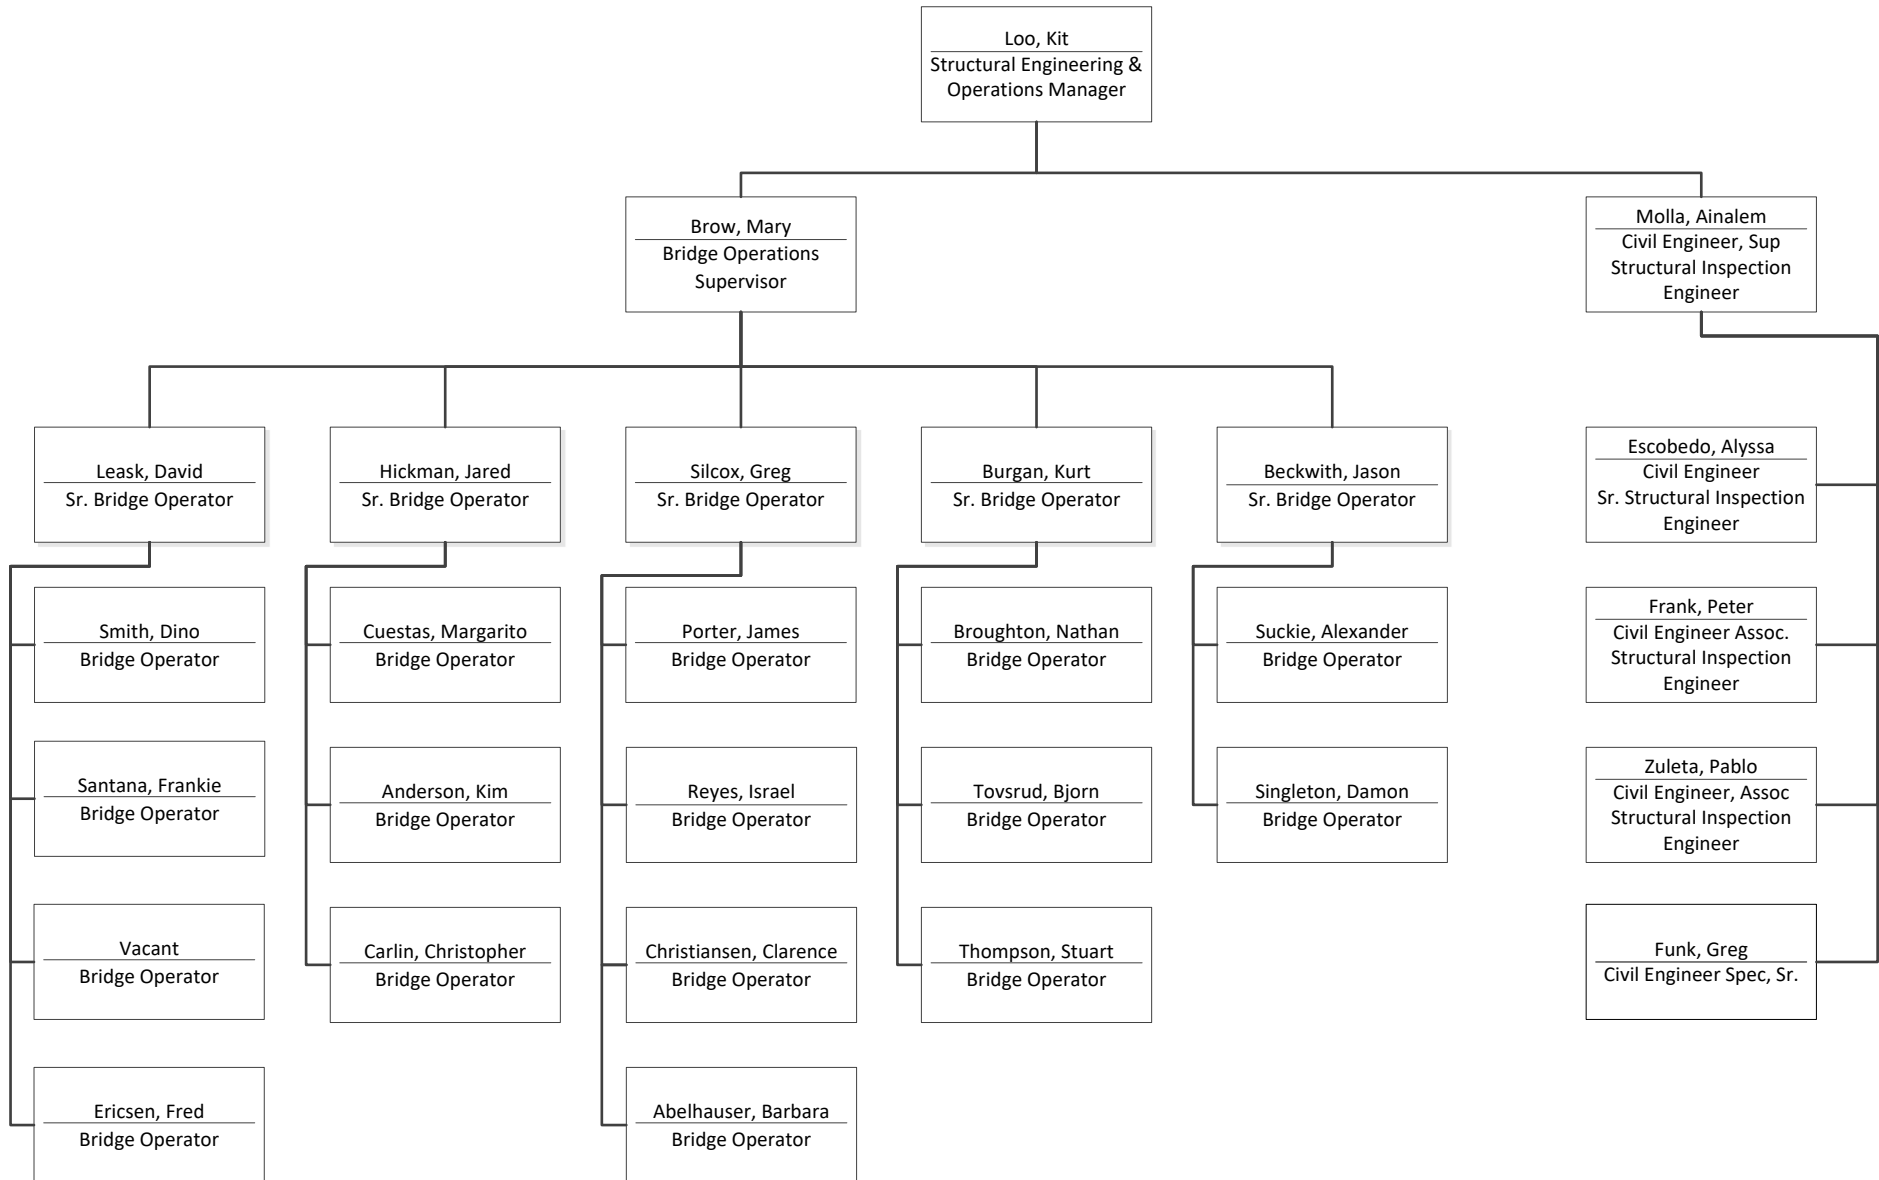 Loo, Kit
Structural Engineering &
Operations Manager
Brow, Mary
Bridge Operations
Supervisor
Molla, Ainalem
Civil Engineer, Sup
Structural Inspection
Engineer
Leask, David
Sr. Bridge Operator
Hickman, Jared
Sr. Bridge Operator
Silcox, Greg
Sr. Bridge Operator
Burgan, Kurt
Sr. Bridge Operator
Beckwith, Jason
Sr. Bridge Operator
Escobedo, Alyssa
Civil Engineer
Sr. Structural Inspection
Engineer
Smith, Dino
Bridge Operator
Cuestas, Margarito
Bridge Operator
Porter, James
Bridge Operator
Broughton, Nathan
Bridge Operator
Suckie, Alexander
Bridge Operator
Frank, Peter
Civil Engineer Assoc.
Structural Inspection
Engineer
Santana, Frankie
Bridge Operator
Anderson, Kim
Bridge Operator
Reyes, Israel
Bridge Operator
Tovsrud, Bjorn
Bridge Operator
Singleton, Damon
Bridge Operator
Zuleta, Pablo
Civil Engineer, Assoc
Structural Inspection
Engineer
Vacant
Bridge Operator
Carlin, Christopher
Bridge Operator
Christiansen, Clarence
Bridge Operator
Thompson, Stuart
Bridge Operator
Funk, Greg
Civil Engineer Spec, Sr.
Ericsen, Fred
Bridge Operator
Abelhauser, Barbara
Bridge Operator